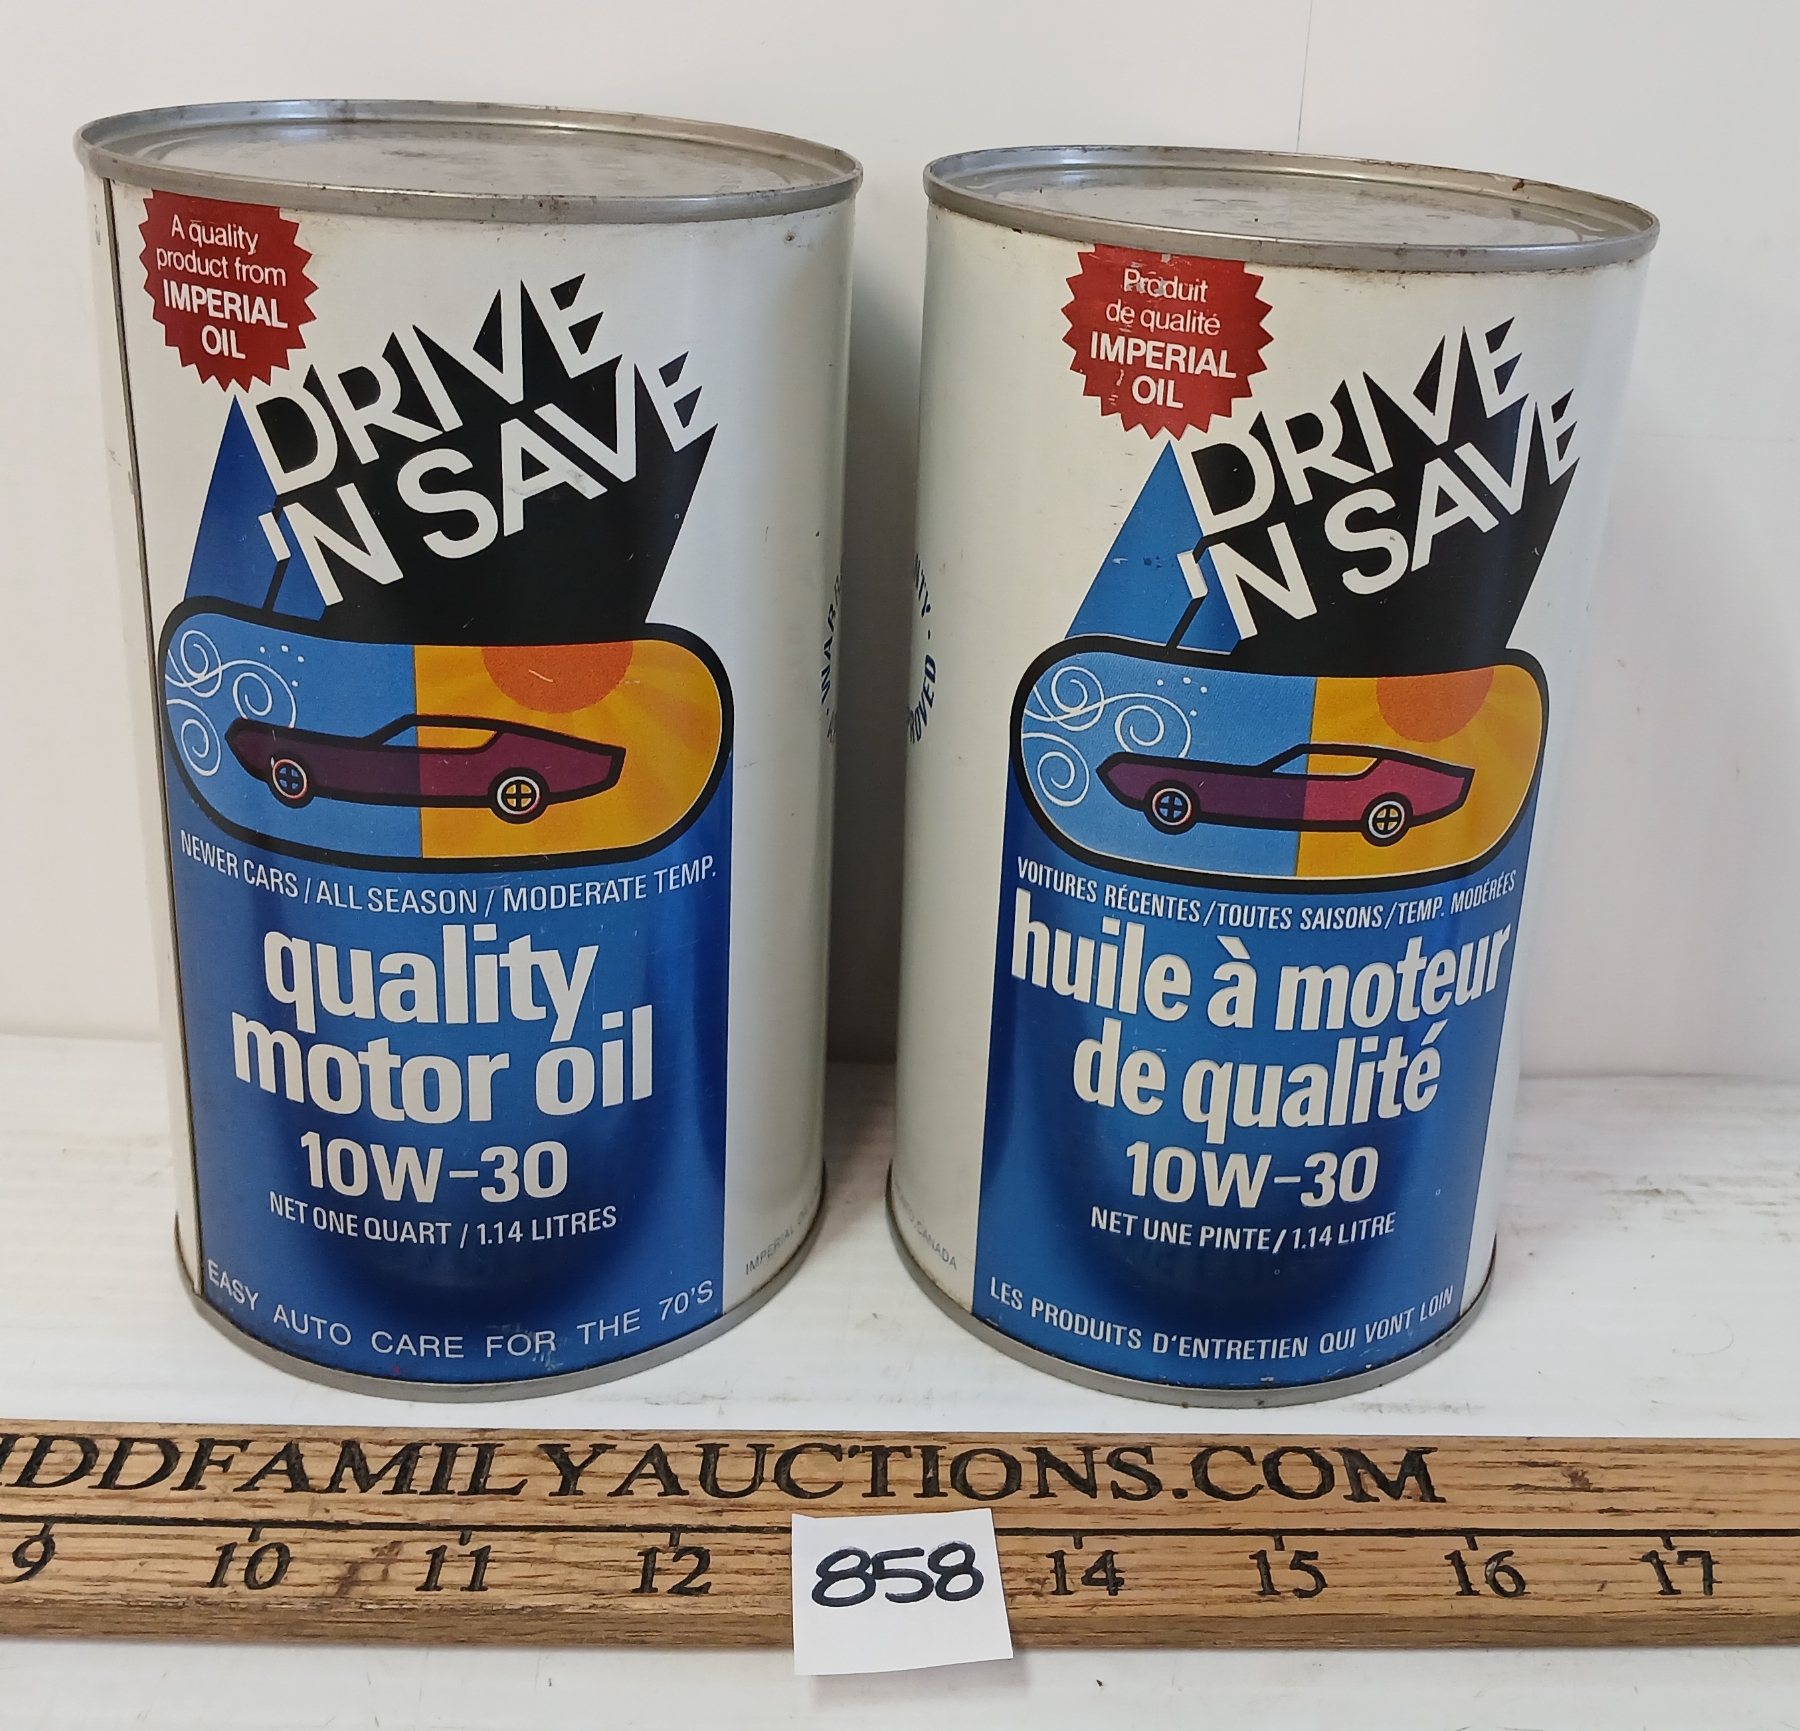 A quality
product from
IMPERIAL
OIL
DRIVE
'N SAVE
NEWER CARS / ALL SEASON / MODERATE TEMP.
quality
motor oil
10W-30
NET ONE QUART / 1.14 LITRES
EASY AUTO CARE FOR THE 70'S
IMPERIAL
Produit
de qualité
IMPERIAL
OIL
DRIVE
'N SAVE
VOITURES RÉCENTES/TOUTES SAISONS/TEMP. MODÉRÉES
huile à moteur
de qualité
10W-30
NET UNE PINTE/1.14 LITRE
LES PRODUITS D'ENTRETIEN QUI VONT LOIN
CANADA
IDDFAMILYAUCTIONS.COM
9 10 11 12 14 15 16 17
858